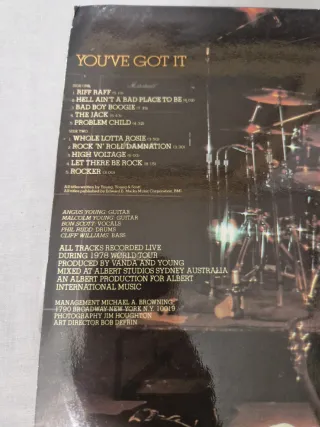 YOU'VE GOT IT
SIDE ONE
1. RIFF RAFF
2. HELL AIN'T A BAD PLACE TO BE
3. BAD BOY BOOGIE
4. THE JACK
5. PROBLEM CHILD
SIDE TWO
1. WHOLE LOTTA ROSIE
2. ROCK 'N' ROLL DAMNATION
3. HIGH VOLTAGE
4. LET THERE BE ROCK
5. ROCKER
ANGUS YOUNG: GUITAR
MALCOLM YOUNG: GUITAR
BON SCOTT: VOCALS
PHIL RUDD: DRUMS
CLIFF WILLIAMS: BASS
ALL TRACKS RECORDED LIVE
DURING 1978 WORLD TOUR
PRODUCED BY VANDA AND YOUNG
MIXED AT ALBERT STUDIOS SYDNEY AUSTRALIA
AN ALBERT PRODUCTION FOR ALBERT
INTERNATIONAL MUSIC
MANAGEMENT MICHAEL A. BROWNING
1790 BROADWAY NEW YORK N.Y. 10019
PHOTOGRAPHY JIM HOUGHTON
ART DIRECTOR BOB DEFRIN